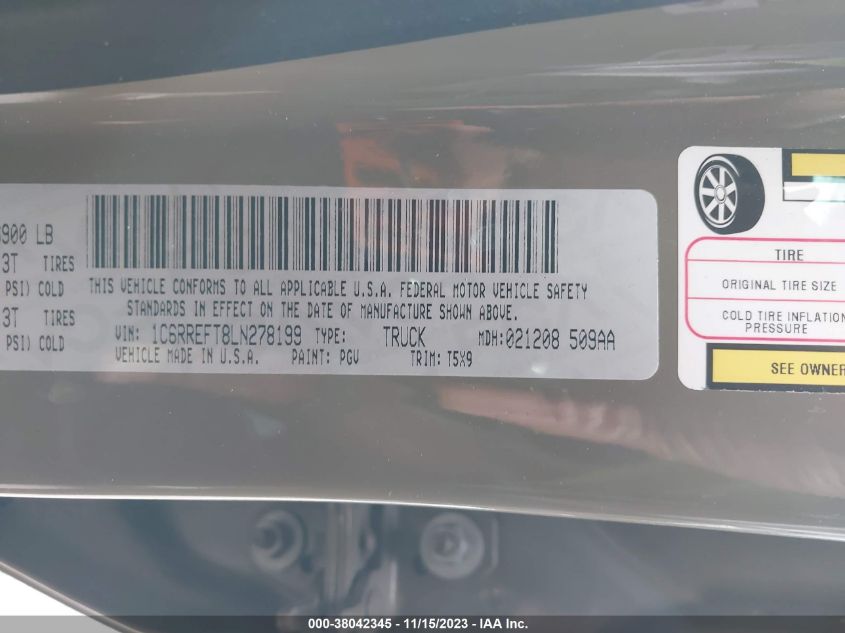 900 LB
3T TIRES
PSI) COLD
3T TIRES
PSI) COLD
THIS VEHICLE CONFORMS TO ALL APPLICABLE U.S.A. FEDERAL MOTOR VEHICLE SAFETY
STANDARDS IN EFFECT ON THE DATE OF MANUFACTURE SHOWN ABOVE.
VIN: 1C6RREFT8LN278199 TYPE: TRUCK MDH:021208 509AA
VEHICLE MADE IN U.S.A. PAINT: PGV TRIM: T5X9
TIRE
ORIGINAL TIRE SIZE
COLD TIRE INFLATION
PRESSURE
SEE OWNER
000-38042345 - 11/15/2023 - IAA Inc.